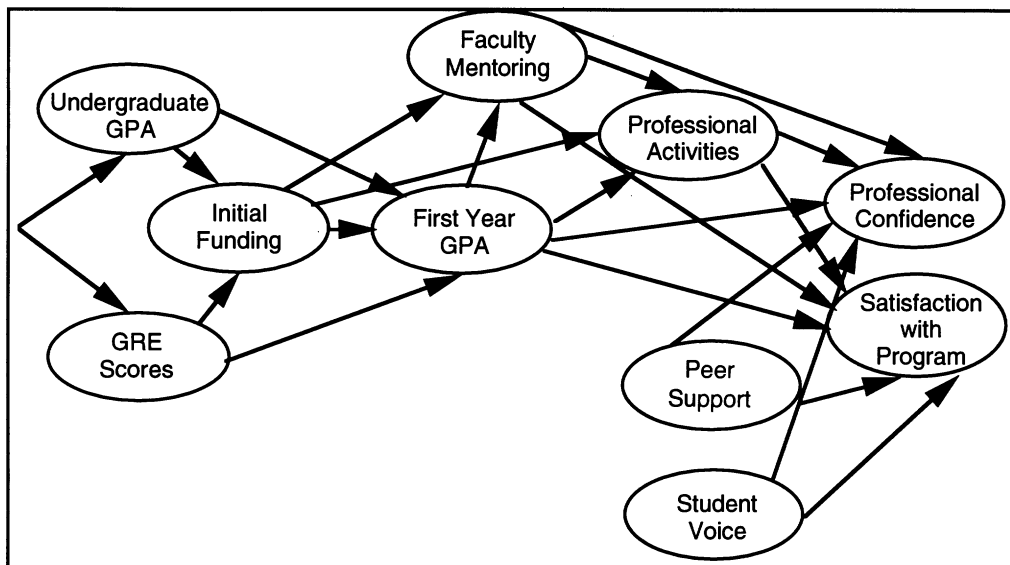 Faculty
Mentoring
Undergraduate
GPA
Professional
Activities
Professional
Confidence
Initial
Funding
First Year
GPA
Satisfaction
with
Program
GRE
Scores
Peer
Support
Student
Voice